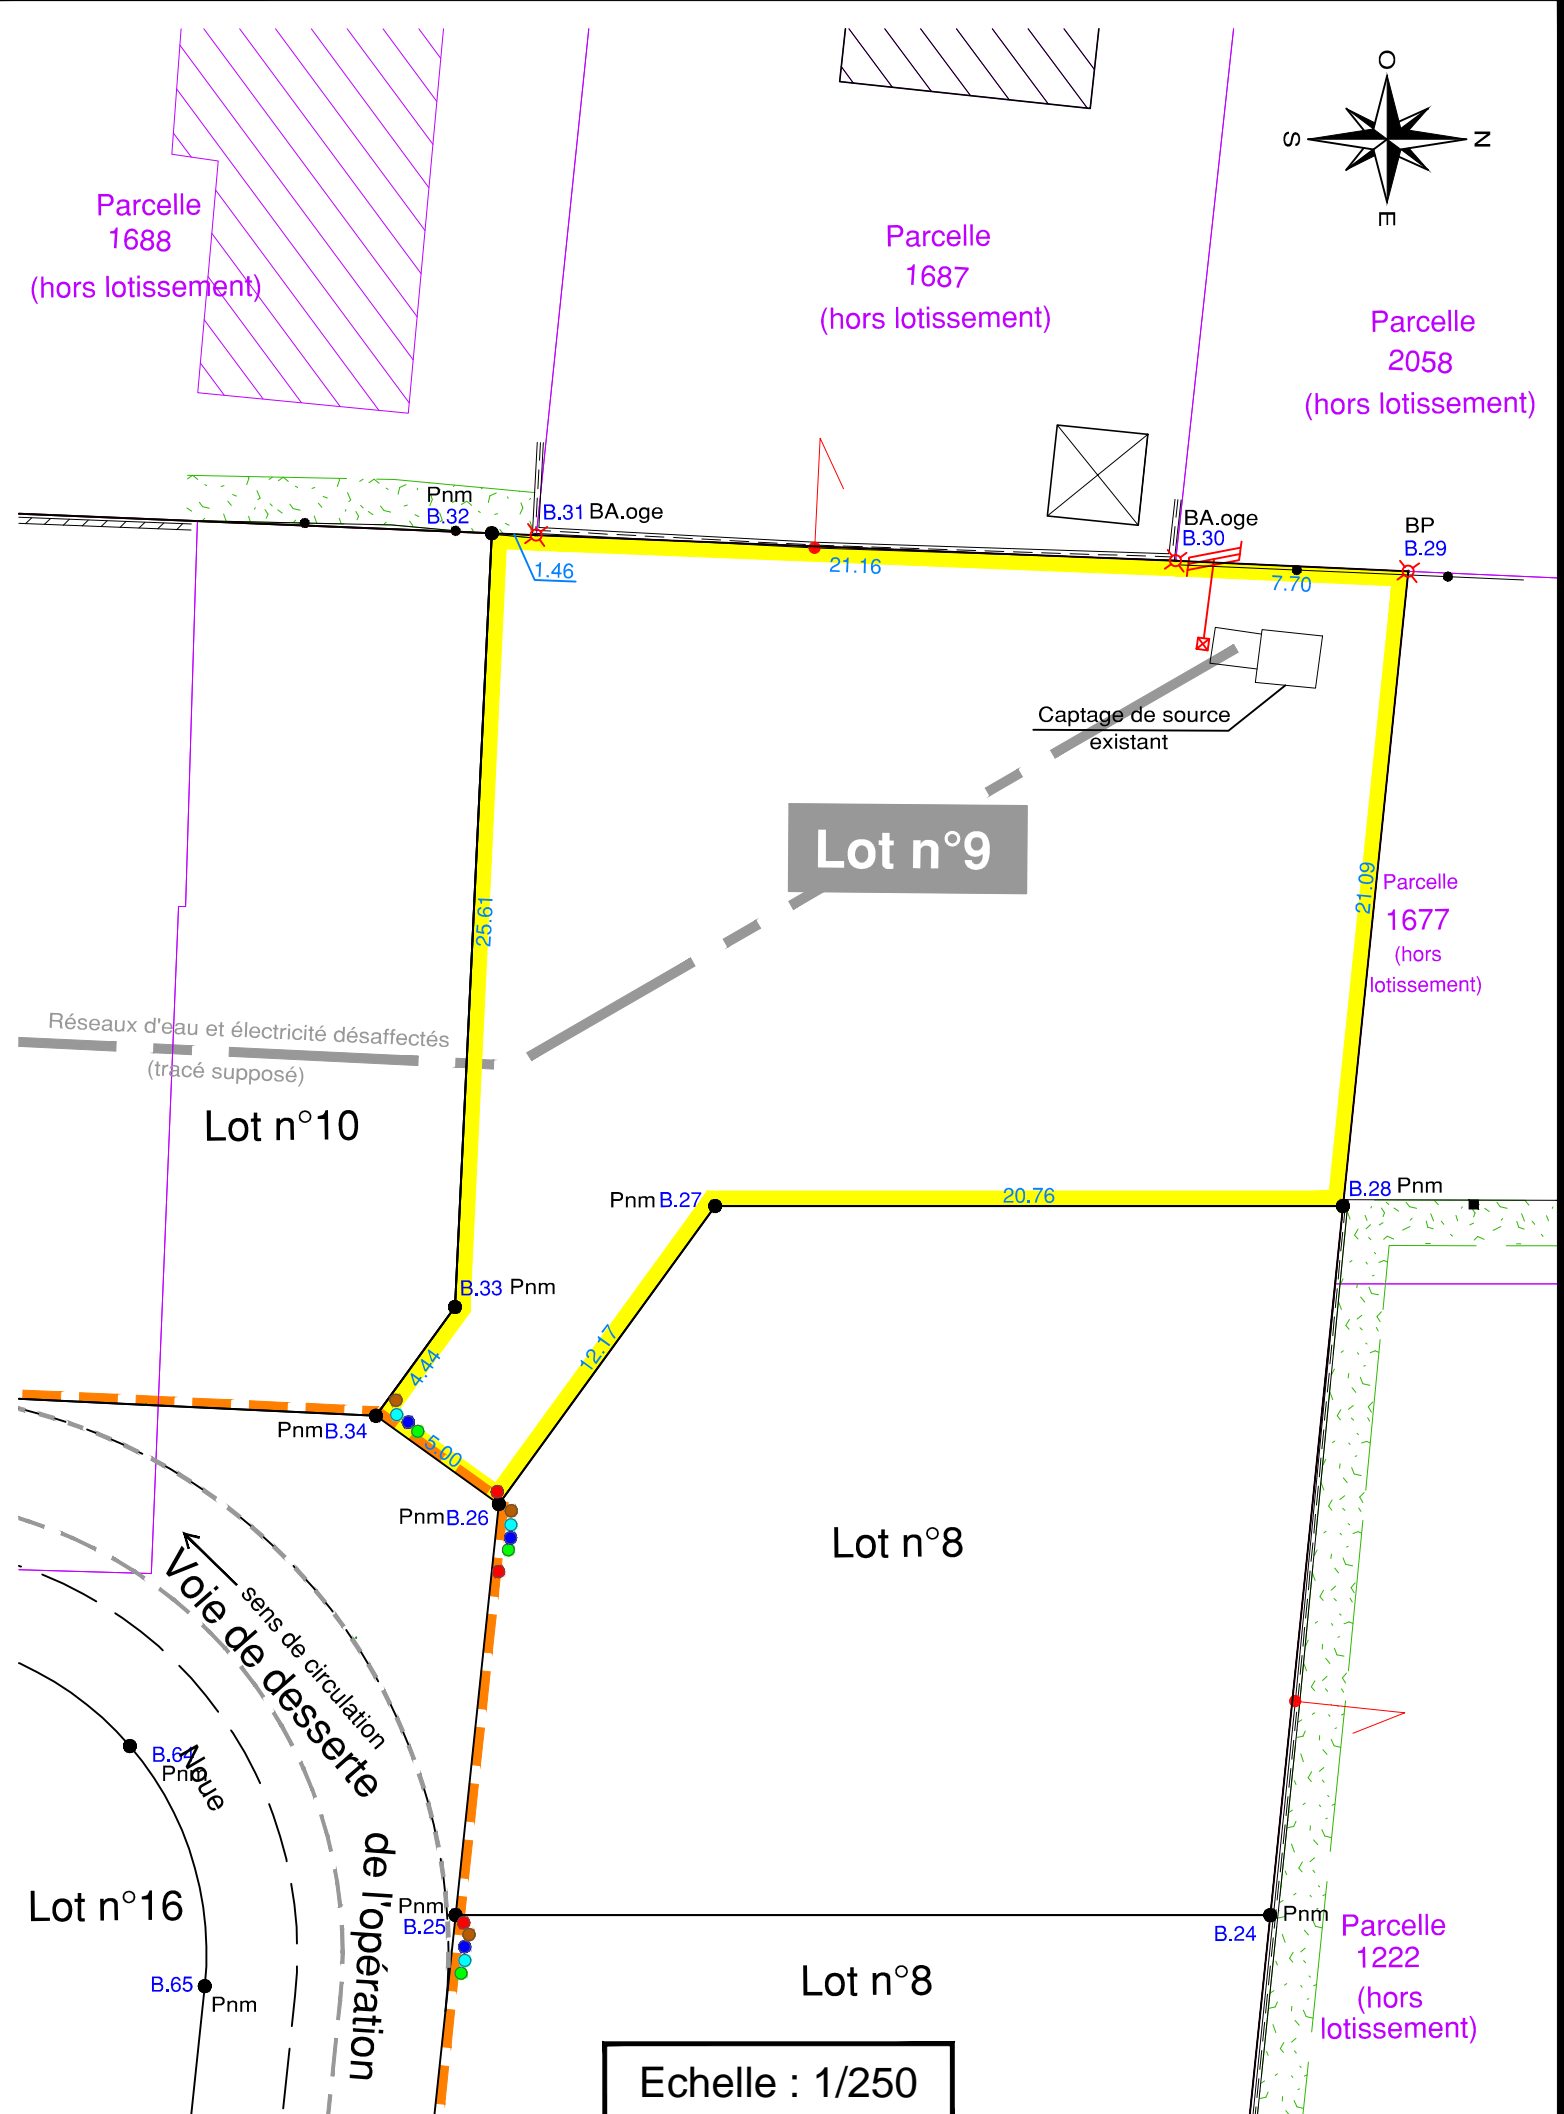 O
S
N
E
Parcelle
1688
(hors lotissement)
Parcelle
1687
(hors lotissement)
Parcelle
2058
(hors lotissement)
Pnm
B.32
B.31 BA.oge
BA.oge
B.30
BP
B.29
1.46
21.16
7.70
Captage de source
existant
Lot n°9
25.61
21.09
Parcelle
1677
(hors
lotissement)
Réseaux d'eau et électricité désaffectés
(tracé supposé)
Lot n°10
Pnm B.27
20.76
B.28 Pnm
B.33 Pnm
4.44
12.17
Pnm B.34
5.00
Pnm B.26
Lot n°8
sens de circulation
Voie de desserte
de l'opération
B.64
Pnm
Noue
Lot n°16
Pnm
B.25
B.24
Pnm
Parcelle
1222
(hors
lotissement)
B.65
Pnm
Lot n°8
Echelle : 1/250